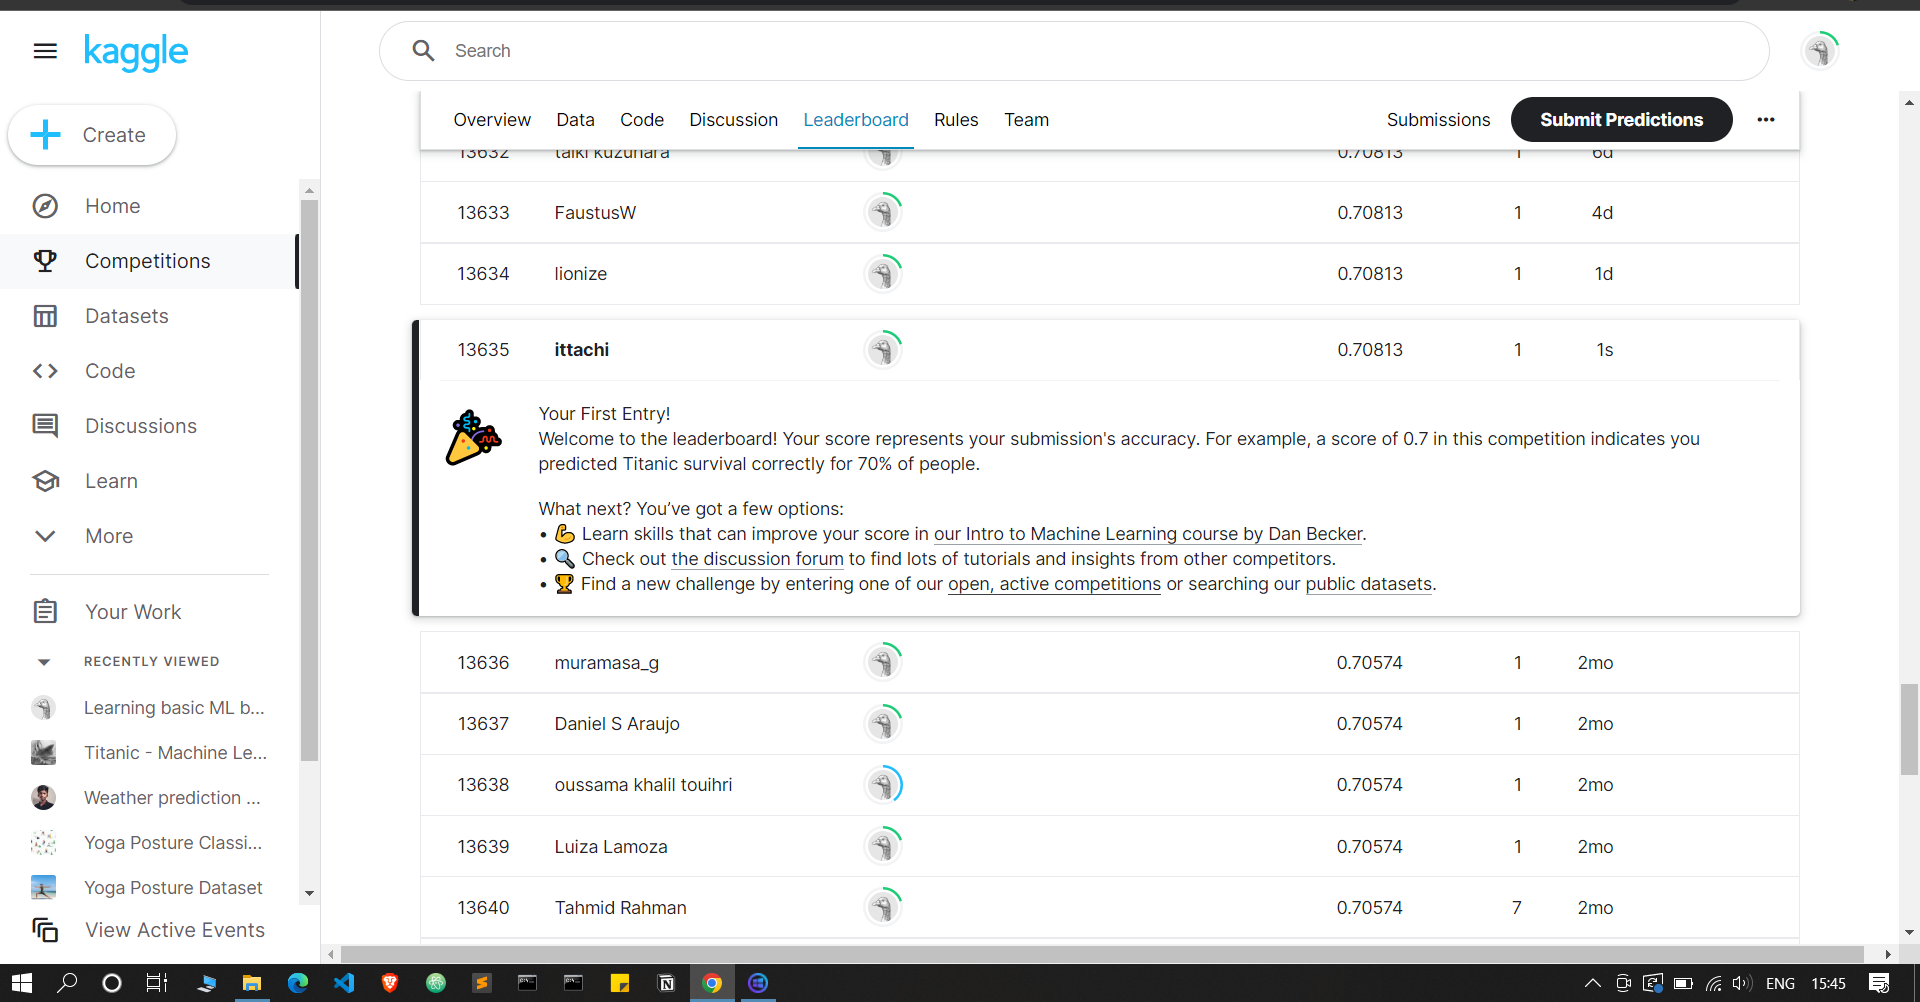 kaggle
Search
Create
Overview Data Code Discussion Leaderboard Rules Team Submissions Submit Predictions •••
Home
Competitions
Datasets
Code
Discussions
Learn
More
Your Work
RECENTLY VIEWED
Learning basic ML b...
Titanic - Machine Le...
Weather prediction ...
Yoga Posture Classi...
Yoga Posture Dataset
View Active Events
13632 taiki kuzuhara 0.70813 1 6d
13633 FaustusW 0.70813 1 4d
13634 lionize 0.70813 1 1d
13635 ittachi 0.70813 1 1s
Your First Entry!
Welcome to the leaderboard! Your score represents your submission's accuracy. For example, a score of 0.7 in this competition indicates you
predicted Titanic survival correctly for 70% of people.
What next? You’ve got a few options:
• 💪 Learn skills that can improve your score in our Intro to Machine Learning course by Dan Becker.
• 🔍 Check out the discussion forum to find lots of tutorials and insights from other competitors.
• 🏆 Find a new challenge by entering one of our open, active competitions or searching our public datasets.
13636 muramasa_g 0.70574 1 2mo
13637 Daniel S Araujo 0.70574 1 2mo
13638 oussama khalil touihri 0.70574 1 2mo
13639 Luiza Lamoza 0.70574 1 2mo
13640 Tahmid Rahman 0.70574 7 2mo
ENG 15:45